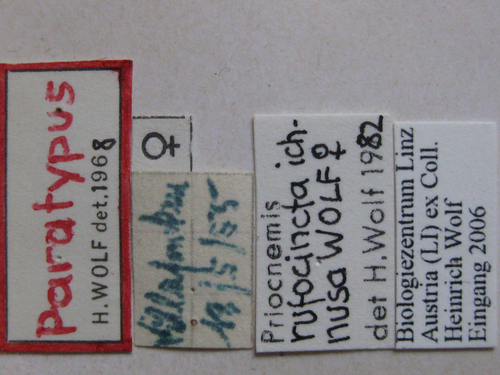 Paratypus
H. WOLF det. 1968
♀
Priocnemis
rufocincta ich-
nusa WOLF ♀
det H. Wolf 1982
Biologiezentrum Linz
Austria (LI) ex Coll.
Heinrich Wolf
Eingang 2006